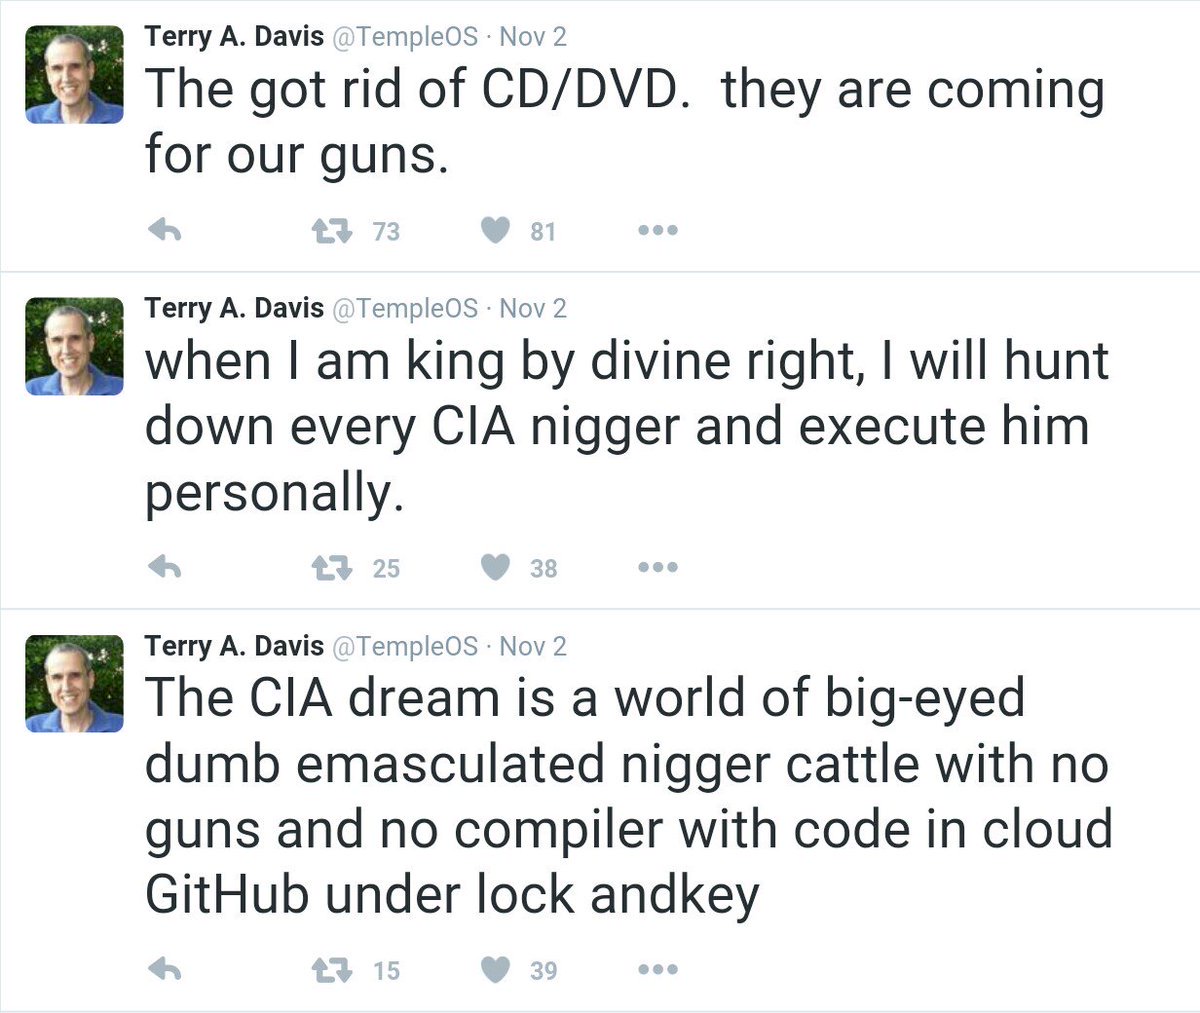 Terry A. Davis @TempleOS · Nov 2
The got rid of CD/DVD.  they are coming
for our guns.
73 81
Terry A. Davis @TempleOS · Nov 2
when I am king by divine right, I will hunt
down every CIA nigger and execute him
personally.
25 38
Terry A. Davis @TempleOS · Nov 2
The CIA dream is a world of big-eyed
dumb emasculated nigger cattle with no
guns and no compiler with code in cloud
GitHub under lock andkey
15 39